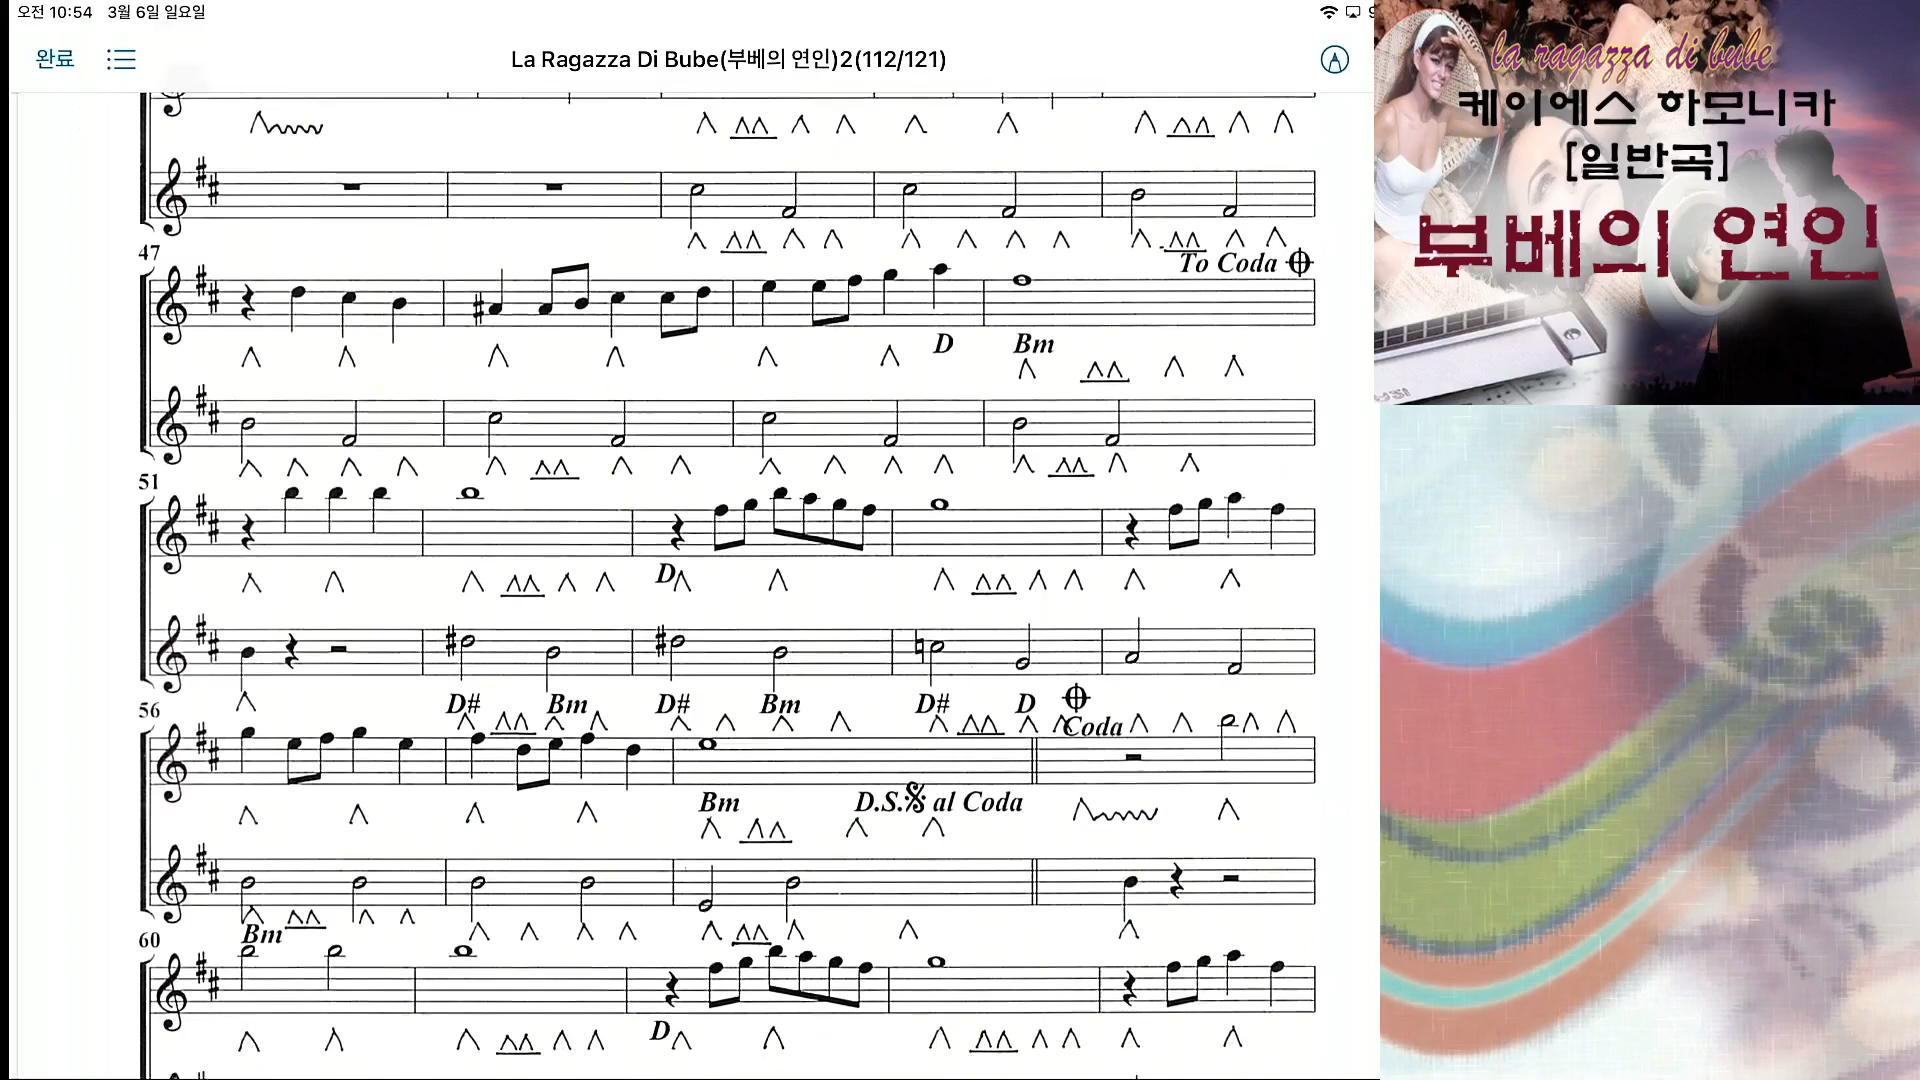 오전 10:54 3월 6일 일요일
완료
La Ragazza Di Bube(부베의 연인)2(112/121)
la ragazza di bube
케이에스 하모니카
[일반곡]
부베의 연인
47
To Coda
D Bm
51
D
D# Bm D# Bm D# D
56
Coda
Bm D.S. al Coda
Bm
60
D